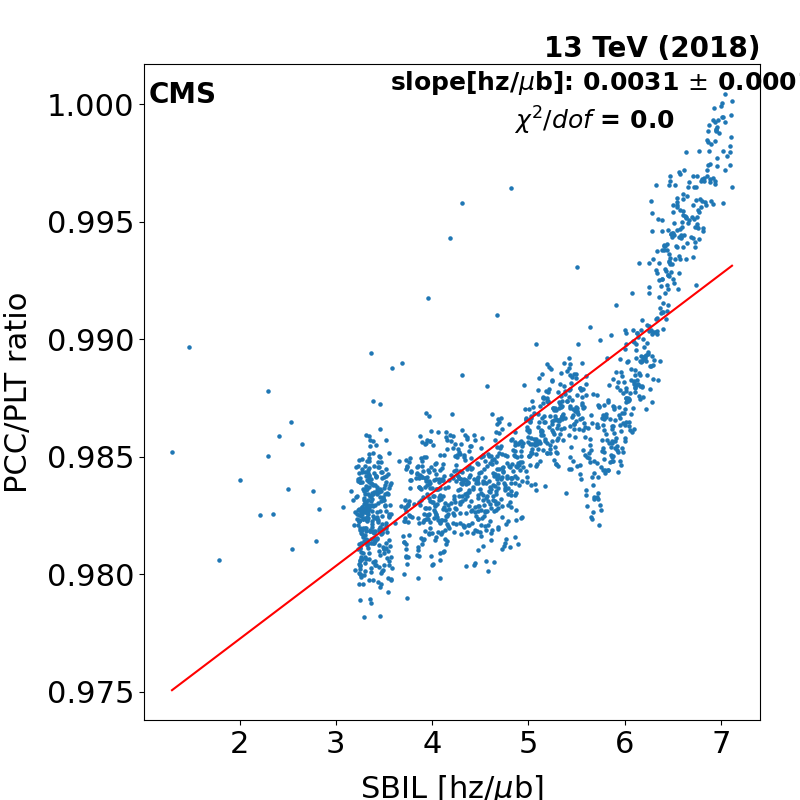 13 TeV (2018)
CMS
slope[hz/μb]: 0.0031 ± 0.000
χ²/dof = 0.0
1.000
0.995
0.990
0.985
0.980
0.975
PCC/PLT ratio
2 3 4 5 6 7
SBIL [hz/μb]